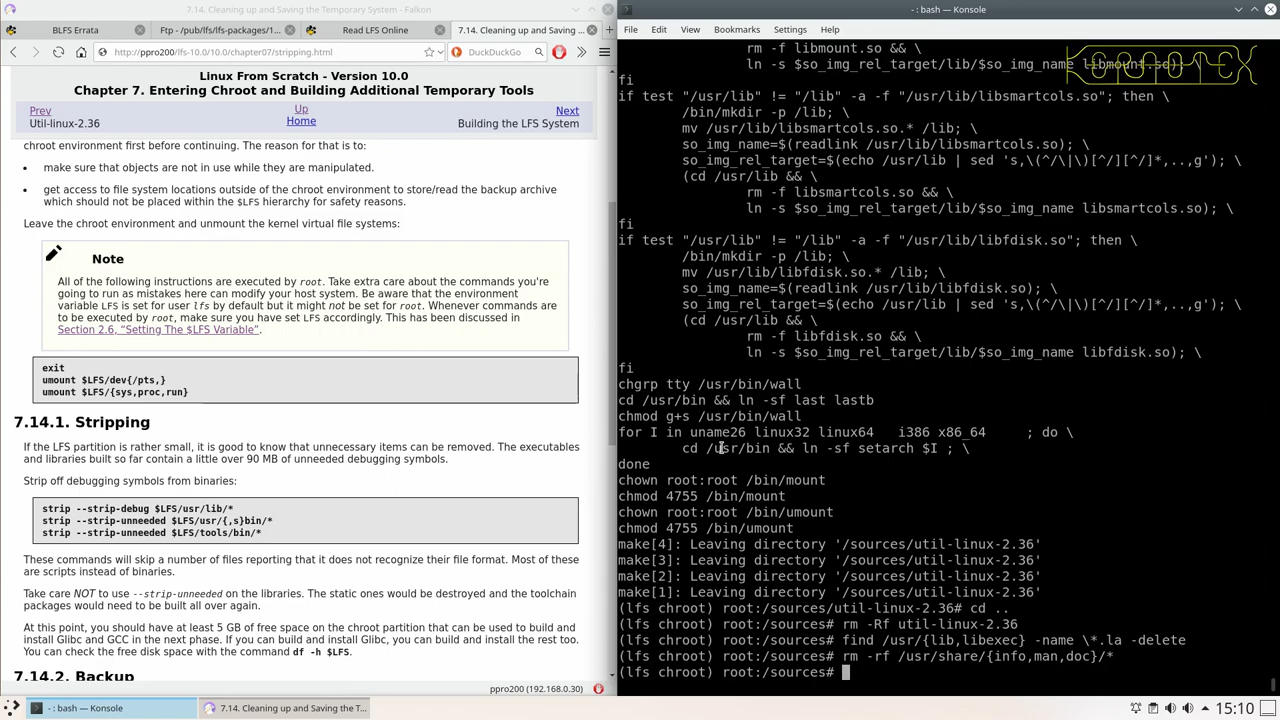 7.14. Cleaning up and Saving the Temporary System - Falkon
BLFS Errata
Ftp - /pub/lfs/lfs-packages/1...
Read LFS Online
7.14. Cleaning up and Saving ...
http://ppro200/lfs-10.0/10.0/chapter07/stripping.html
DuckDuckGo
Linux From Scratch - Version 10.0
Chapter 7. Entering Chroot and Building Additional Temporary Tools
Prev
Up
Next
Util-linux-2.36
Home
Building the LFS System
chroot environment first before continuing. The reason for that is to:
make sure that objects are not in use while they are manipulated.
get access to file system locations outside of the chroot environment to store/read the backup archive
which should not be placed within the $LFS hierarchy for safety reasons.
Leave the chroot environment and unmount the kernel virtual file systems:
Note
All of the following instructions are executed by root. Take extra care about the commands you're
going to run as mistakes here can modify your host system. Be aware that the environment
variable LFS is set for user lfs by default but it might not be set for root. Whenever commands are
to be executed by root, make sure you have set LFS accordingly. This has been discussed in
Section 2.6, “Setting The $LFS Variable”.
exit
umount $LFS/dev{/pts,}
umount $LFS/{sys,proc,run}
7.14.1. Stripping
If the LFS partition is rather small, it is good to know that unnecessary items can be removed. The executables
and libraries built so far contain a little over 90 MB of unneeded debugging symbols.
Strip off debugging symbols from binaries:
strip --strip-debug $LFS/usr/lib/*
strip --strip-unneeded $LFS/usr/{,s}bin/*
strip --strip-unneeded $LFS/tools/bin/*
These commands will skip a number of files reporting that it does not recognize their file format. Most of these
are scripts instead of binaries.
Take care NOT to use --strip-unneeded on the libraries. The static ones would be destroyed and the toolchain
packages would need to be built all over again.
At this point, you should have at least 5 GB of free space on the chroot partition that can be used to build and
install Glibc and GCC in the next phase. If you can build and install Glibc, you can build and install the rest too.
You can check the free disk space with the command df -h $LFS.
7.14.2. Backup
ppro200 (192.168.0.30)
- : bash — Konsole
File Edit View Bookmarks Settings Help
rm -f libmount.so && \
ln -s $so_img_rel_target/lib/$so_img_name libmount.so); \
fi
if test "/usr/lib" != "/lib" -a -f "/usr/lib/libsmartcols.so"; then \
/bin/mkdir -p /lib; \
mv /usr/lib/libsmartcols.so.* /lib; \
so_img_name=$(readlink /usr/lib/libsmartcols.so); \
so_img_rel_target=$(echo /usr/lib | sed 's,\(^/\|\)[^/][^/]*,..,g'); \
(cd /usr/lib && \
rm -f libsmartcols.so && \
ln -s $so_img_rel_target/lib/$so_img_name libsmartcols.so); \
fi
if test "/usr/lib" != "/lib" -a -f "/usr/lib/libfdisk.so"; then \
/bin/mkdir -p /lib; \
mv /usr/lib/libfdisk.so.* /lib; \
so_img_name=$(readlink /usr/lib/libfdisk.so); \
so_img_rel_target=$(echo /usr/lib | sed 's,\(^/\|\)[^/][^/]*,..,g'); \
(cd /usr/lib && \
rm -f libfdisk.so && \
ln -s $so_img_rel_target/lib/$so_img_name libfdisk.so); \
fi
chgrp tty /usr/bin/wall
cd /usr/bin && ln -sf last lastb
chmod g+s /usr/bin/wall
for I in uname26 linux32 linux64   i386 x86_64     ; do \
cd /usr/bin && ln -sf setarch $I ; \
done
chown root:root /bin/mount
chmod 4755 /bin/mount
chown root:root /bin/umount
chmod 4755 /bin/umount
make[4]: Leaving directory '/sources/util-linux-2.36'
make[3]: Leaving directory '/sources/util-linux-2.36'
make[2]: Leaving directory '/sources/util-linux-2.36'
make[1]: Leaving directory '/sources/util-linux-2.36'
(lfs chroot) root:/sources/util-linux-2.36# cd ..
(lfs chroot) root:/sources# rm -Rf util-linux-2.36
(lfs chroot) root:/sources# find /usr/{lib,libexec} -name \*.la -delete
(lfs chroot) root:/sources# rm -rf /usr/share/{info,man,doc}/*
(lfs chroot) root:/sources#
- : bash — Konsole
7.14. Cleaning up and Saving the T...
15:10